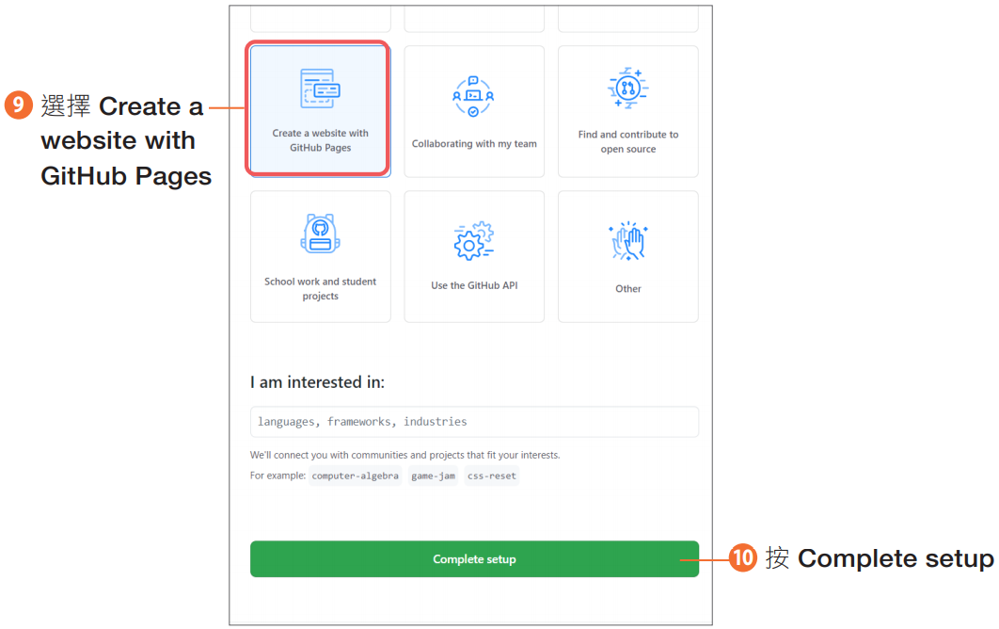 9 選擇 Create a
website with
GitHub Pages
Create a website with
GitHub Pages
Collaborating with my team
Find and contribute to
open source
School work and student
projects
Use the GitHub API
Other
I am interested in:
languages, frameworks, industries
We'll connect you with communities and projects that fit your interests.
For example: computer-algebra game-jam css-reset
Complete setup
10 按 Complete setup